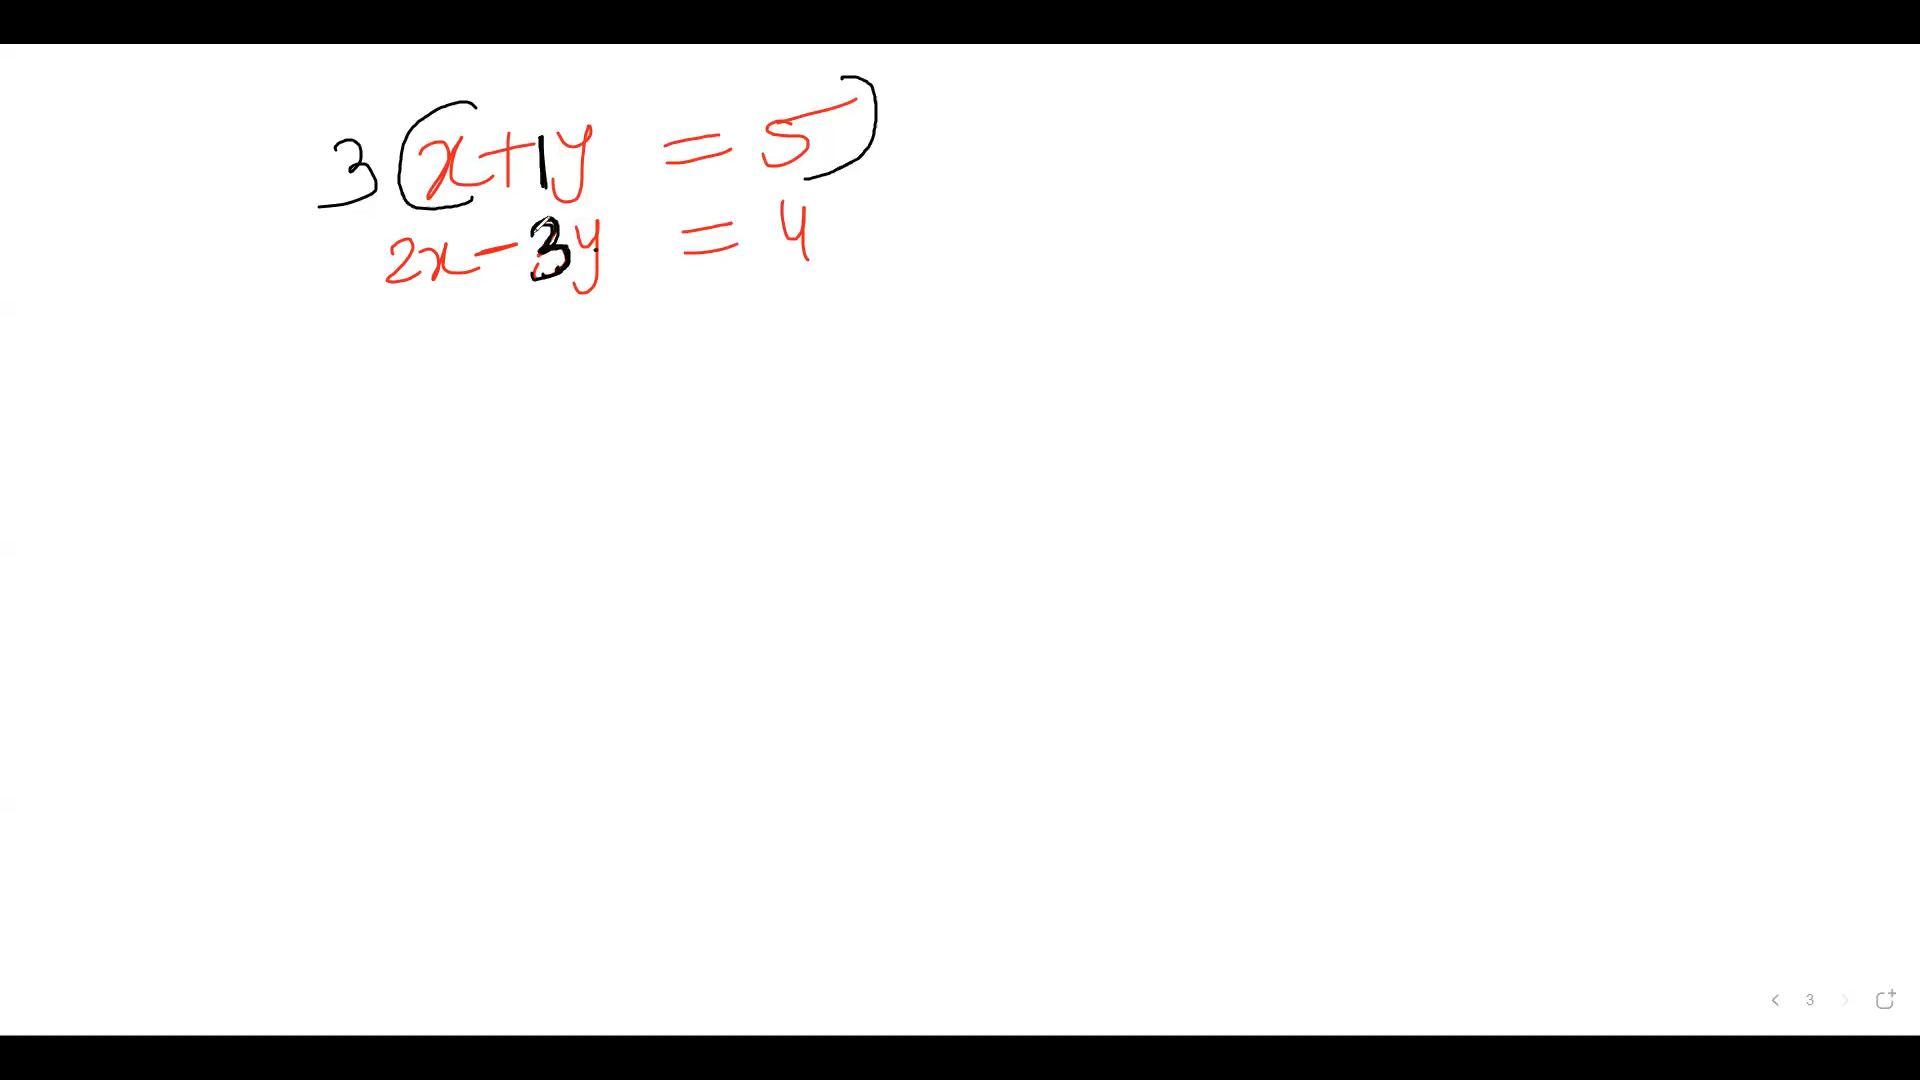 3 (x+1y = 5)
2x - 3y = 4
3